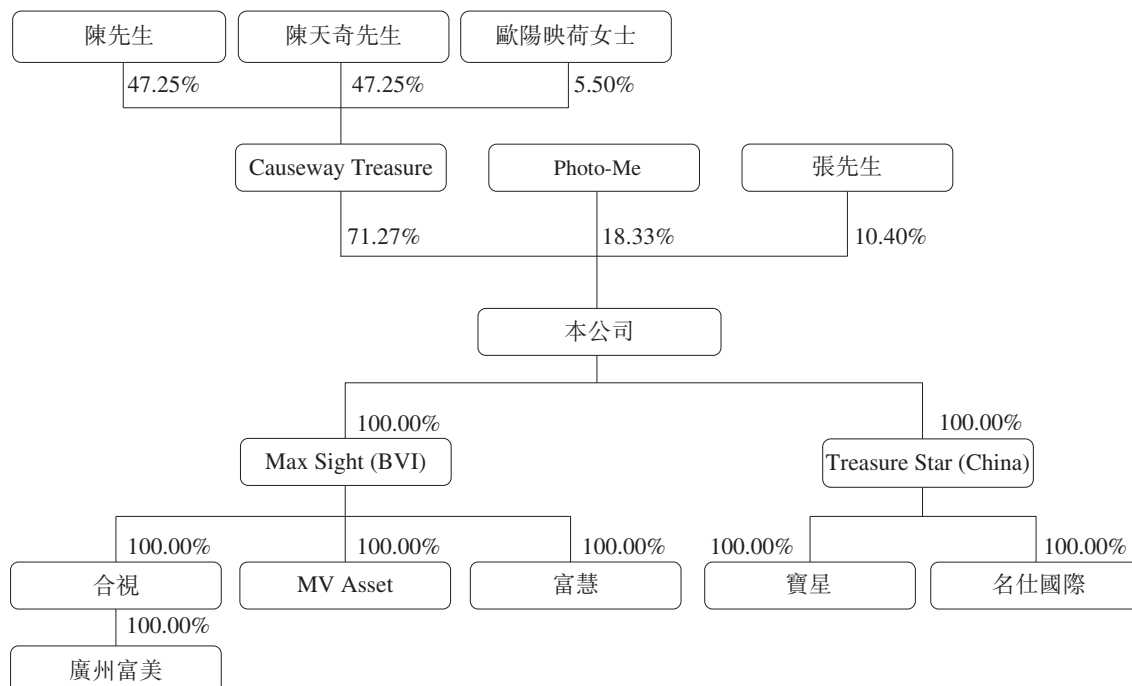 陳先生
陳天奇先生
歐陽映荷女士
47.25%
47.25%
5.50%
Causeway Treasure
Photo-Me
張先生
71.27%
18.33%
10.40%
本公司
100.00%
100.00%
Max Sight (BVI)
Treasure Star (China)
100.00%
100.00%
100.00%
100.00%
100.00%
合視
MV Asset
富慧
寶星
名仕國際
100.00%
廣州富美